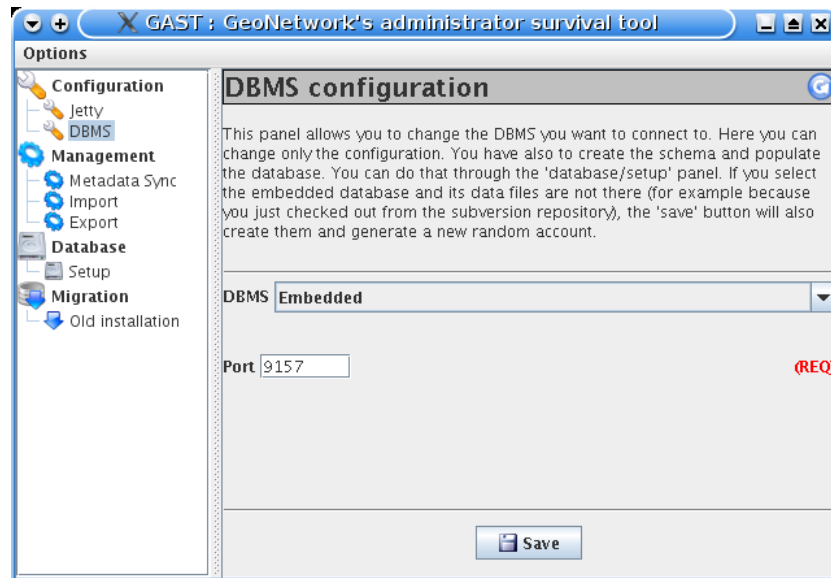 GAST : GeoNetwork's administrator survival tool
Options
Configuration
Jetty
DBMS
Management
Metadata Sync
Import
Export
Database
Setup
Migration
Old installation
DBMS configuration
This panel allows you to change the DBMS you want to connect to. Here you can
change only the configuration. You have also to create the schema and populate
the database. You can do that through the 'database/setup' panel. If you select
the embedded database and its data files are not there (for example because
you just checked out from the subversion repository), the 'save' button will also
create them and generate a new random account.
DBMS Embedded
Port 9157 (REQ)
Save